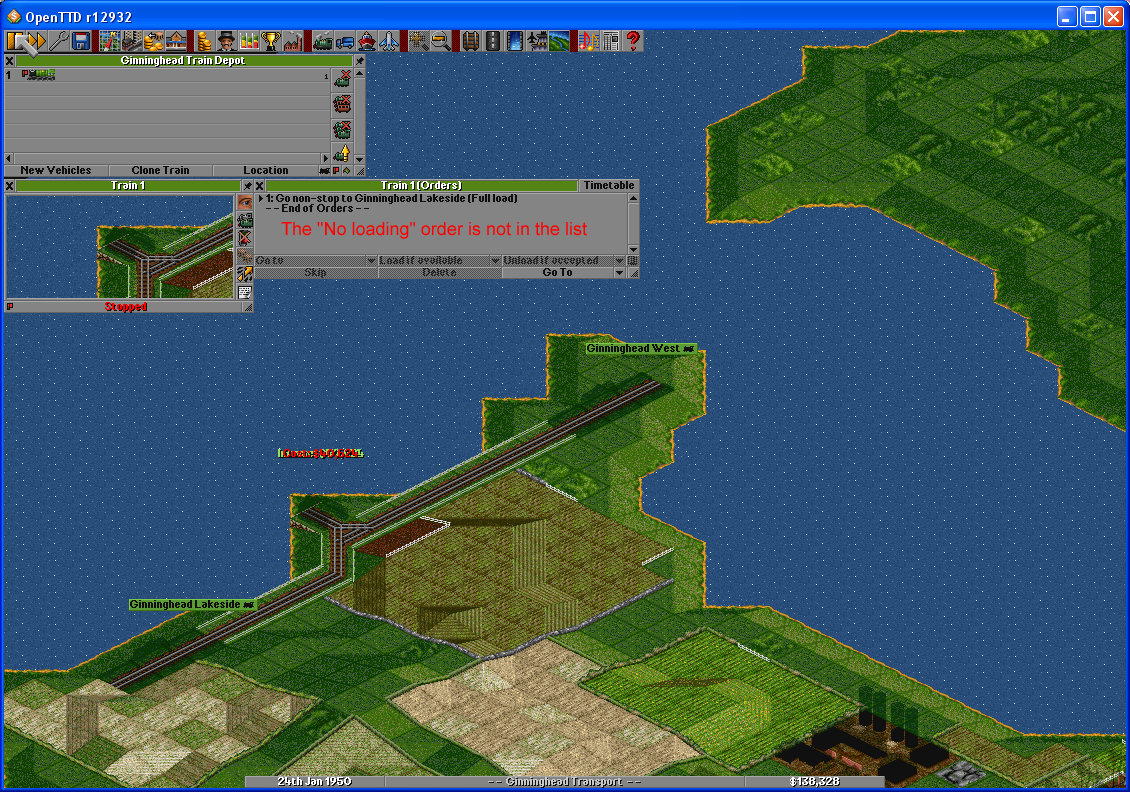 OpenTTD r12932
Ginninghead Train Depot
1
1
New Vehicles
Clone Train
Location
Train 1
Train 1 (Orders)
Timetable
1: Go non-stop to Ginninghead Lakeside (Full load)
- - End of Orders - -
The "No loading" order is not in the list
Go to
Load if available
Unload if accepted
Skip
Delete
Go To
Stopped
Ginninghead West
Ginninghead Lakeside
24th Jan 1950
- - Ginninghead Transport - -
$138,328